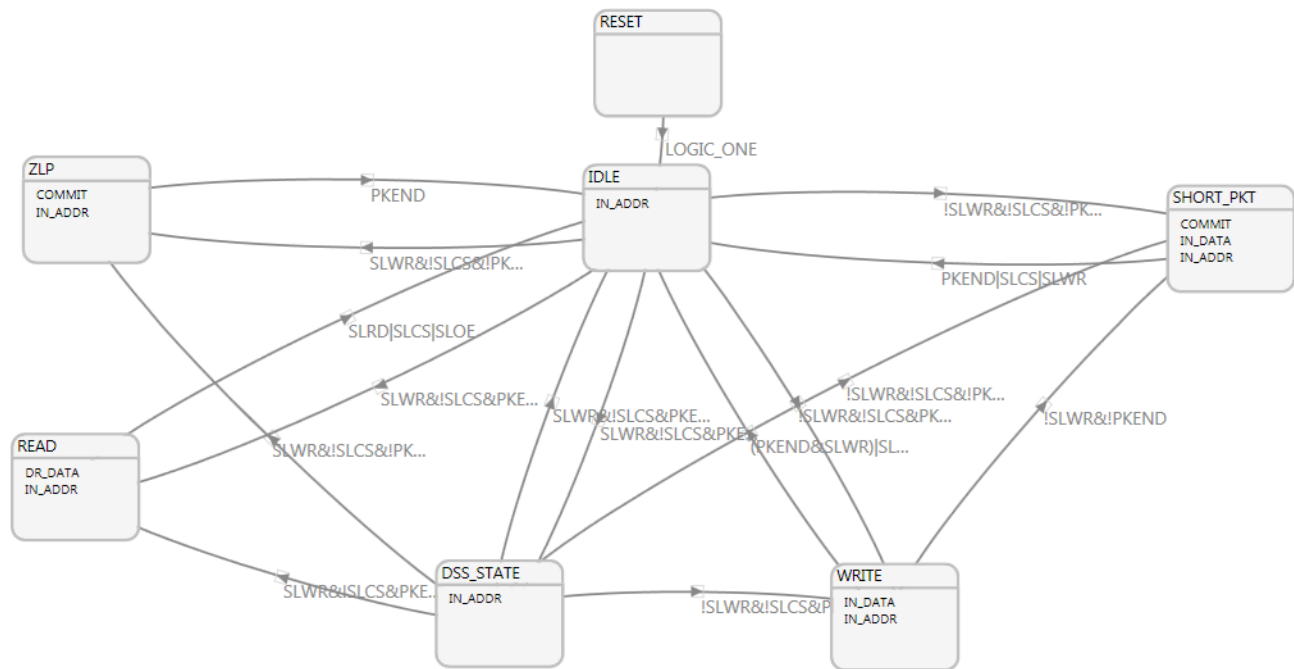 RESET
LOGIC_ONE
ZLP
COMMIT
IN_ADDR
PKEND
IDLE
IN_ADDR
!SLWR&!SLCS&!PK...
SHORT_PKT
COMMIT
IN_DATA
IN_ADDR
SLWR&!SLCS&!PK...
PKEND|SLCS|SLWR
SLRD|SLCS|SLOE
SLWR&!SLCS&PKE...
!SLWR&!SLCS&!PK...
SLWR&!SLCS&PKE...
!SLWR&!SLCS&PK...
!SLWR&!PKEND
SLWR&!SLCS&PKE
(PKEND&SLWR)|SL...
READ
DR_DATA
IN_ADDR
SLWR&!SLCS&!PK...
DSS_STATE
IN_ADDR
SLWR&!SLCS&PKE...
!SLWR&!SLCS&P
WRITE
IN_DATA
IN_ADDR